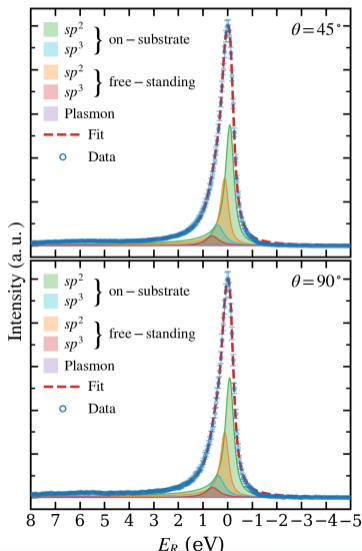 θ=45°
sp² } on−substrate
sp³
sp² } free−standing
sp³
Plasmon
Fit
Data
Intensity (a. u.)
θ=90°
sp² } on−substrate
sp³
sp² } free−standing
sp³
Plasmon
Fit
Data
8 7 6 5 4 3 2 1 0 −1−2−3−4−5
E_R (eV)